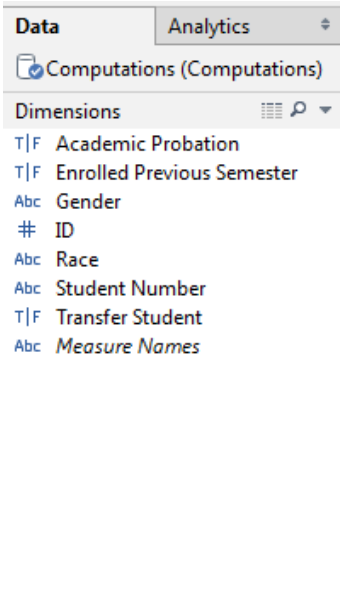 Data Analytics
Computations (Computations)
Dimensions
T|F Academic Probation
T|F Enrolled Previous Semester
Abc Gender
# ID
Abc Race
Abc Student Number
T|F Transfer Student
Abc Measure Names